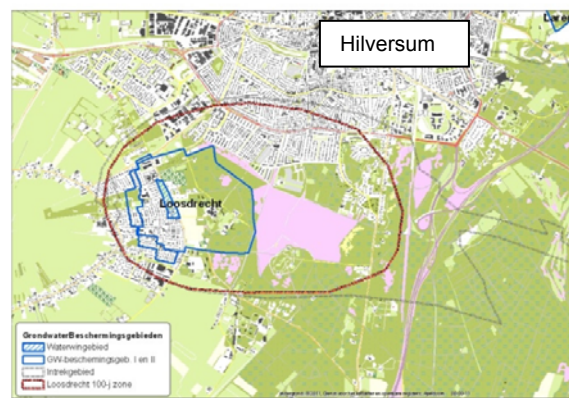 Hilversum
Loosdrecht
GrondwaterBeschermingsgebieden
Waterwingebied
GW-beschermingsgeb. I en II
Intrekgebied
Loosdrecht 100-j zone